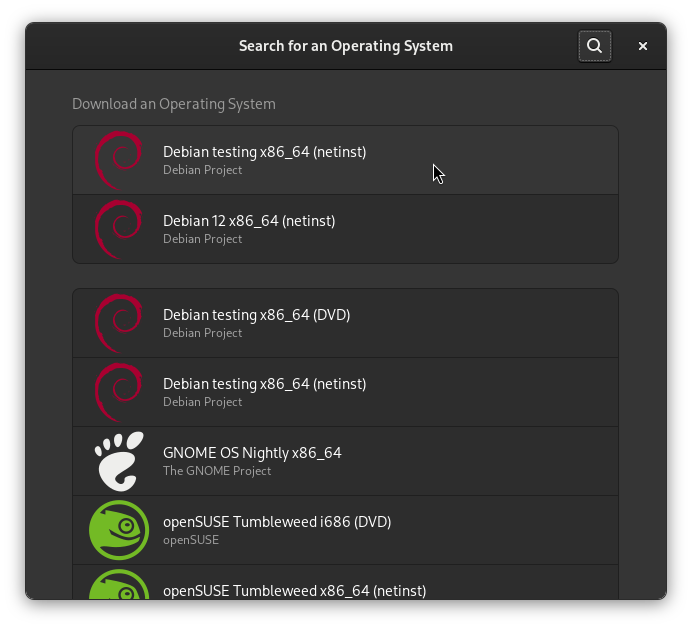 Search for an Operating System
Download an Operating System
Debian testing x86_64 (netinst)
Debian Project
Debian 12 x86_64 (netinst)
Debian Project
Debian testing x86_64 (DVD)
Debian Project
Debian testing x86_64 (netinst)
Debian Project
GNOME OS Nightly x86_64
The GNOME Project
openSUSE Tumbleweed i686 (DVD)
openSUSE
openSUSE Tumbleweed x86_64 (netinst)